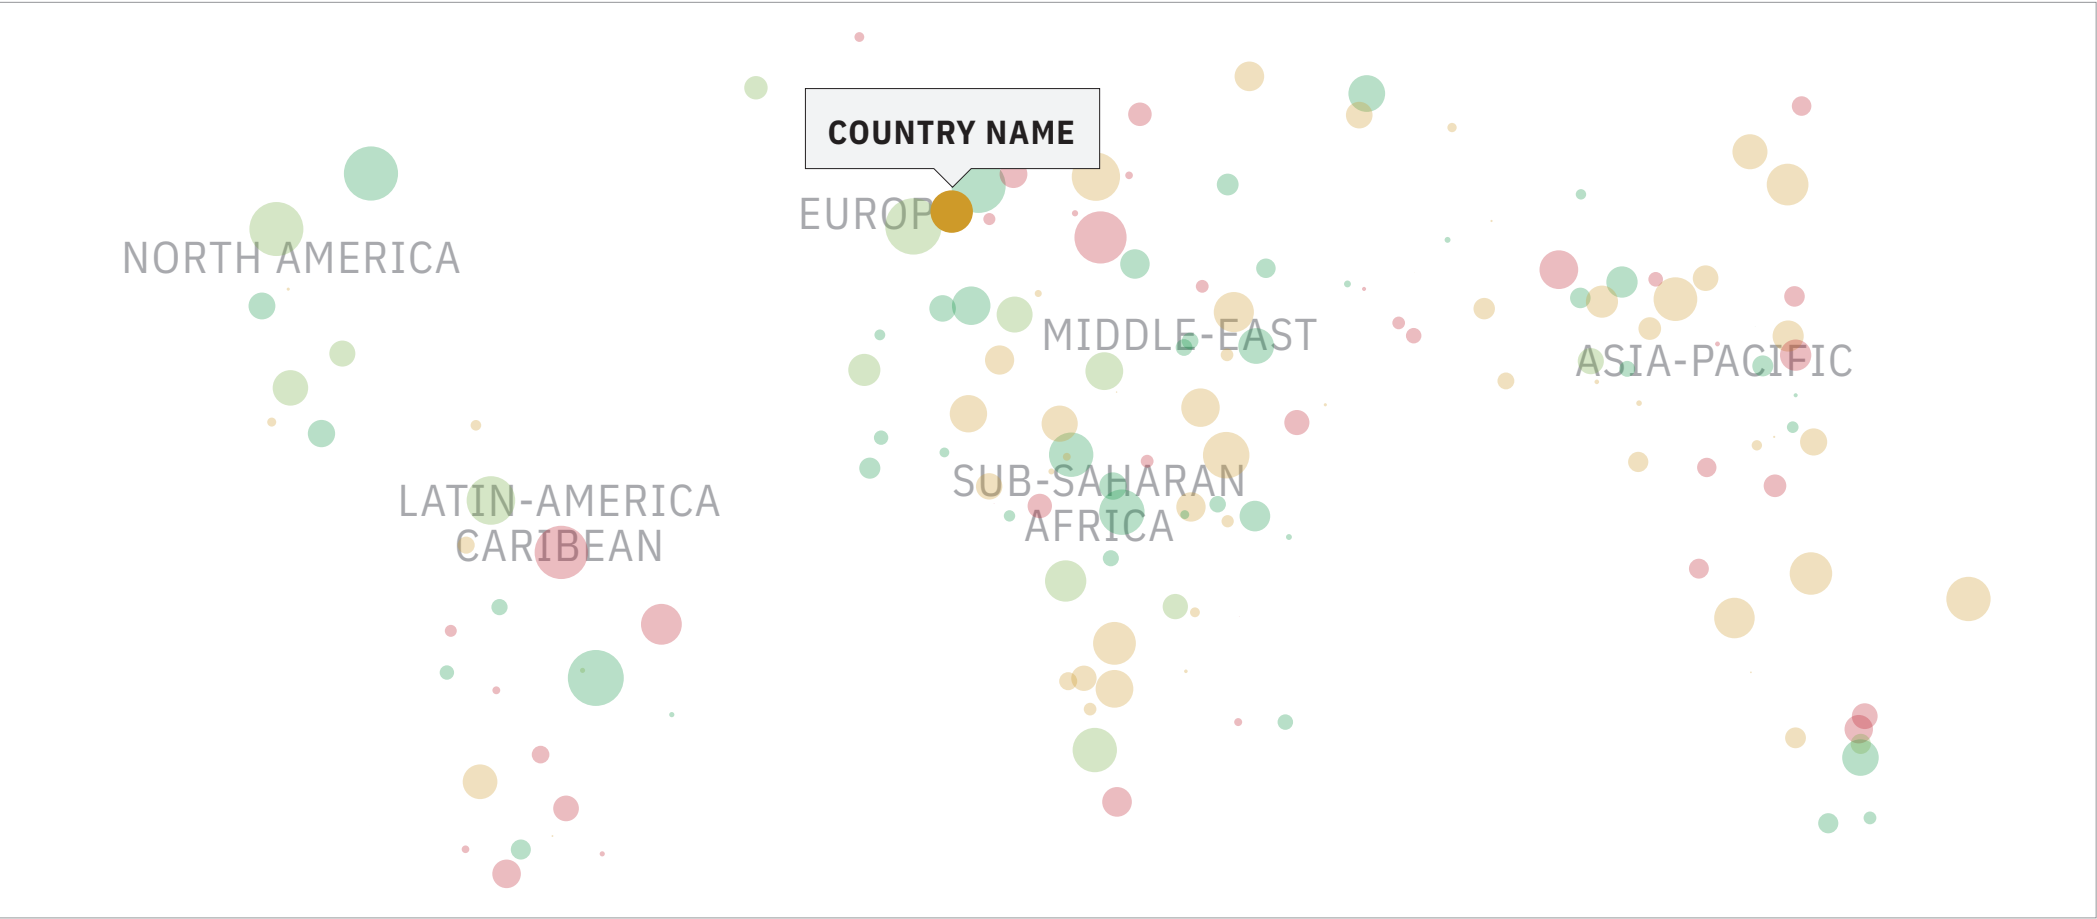 COUNTRY NAME
EUROP
NORTH AMERICA
MIDDLE-EAST
ASIA-PACIFIC
SUB-SAHARAN
AFRICA
LATIN-AMERICA
CARIBEAN